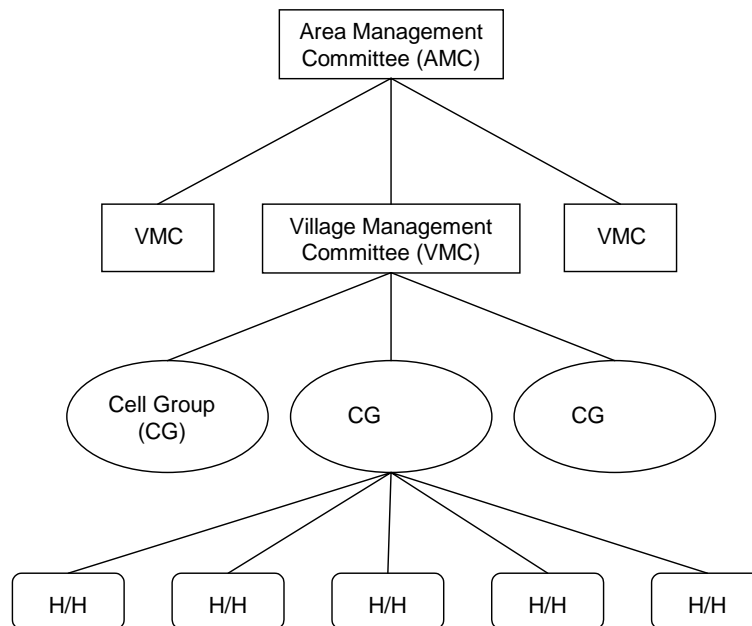 Area Management
Committee (AMC)
VMC
Village Management
Committee (VMC)
VMC
Cell Group
(CG)
CG
CG
H/H
H/H
H/H
H/H
H/H